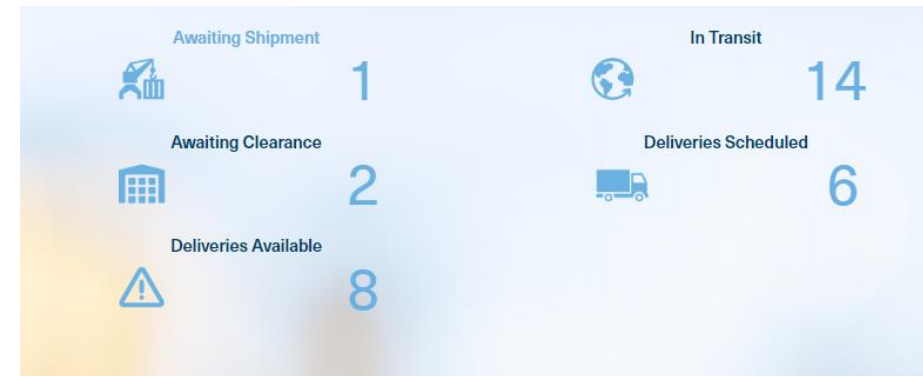 Awaiting Shipment
1
In Transit
14
Awaiting Clearance
2
Deliveries Scheduled
6
Deliveries Available
8